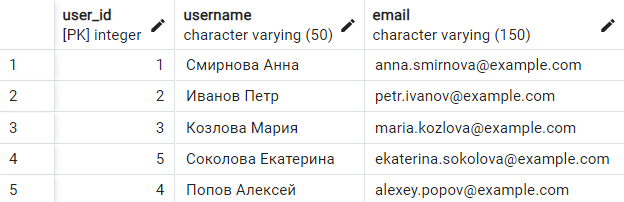 user_id username email
[PK] integer character varying (50) character varying (150)
1 1 Смирнова Анна anna.smirnova@example.com
2 2 Иванов Петр petr.ivanov@example.com
3 3 Козлова Мария maria.kozlova@example.com
4 5 Соколова Екатерина ekaterina.sokolova@example.com
5 4 Попов Алексей alexey.popov@example.com